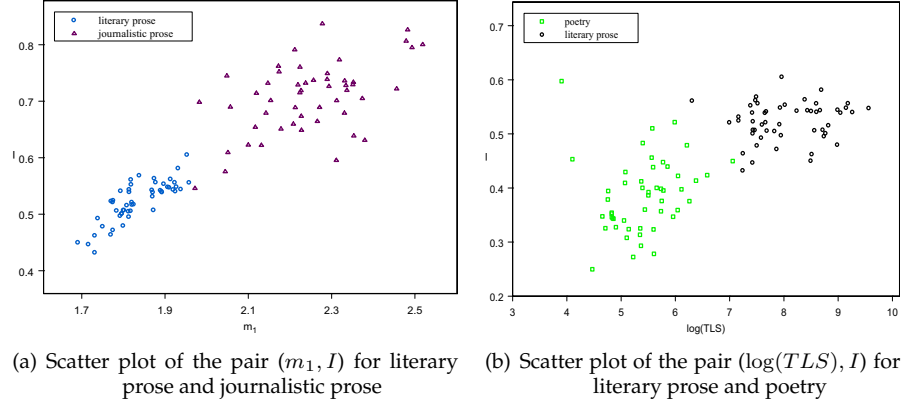 literary prose
journalistic prose
0.8
0.7
0.6
0.5
0.4
I
1.7
1.9
2.1
2.3
2.5
m1
(a) Scatter plot of the pair (m1, I) for literary
prose and journalistic prose
poetry
literary prose
0.7
0.6
0.5
0.4
0.3
0.2
I
3
4
5
6
7
8
9
10
log(TLS)
(b) Scatter plot of the pair (log(TLS), I) for
literary prose and poetry